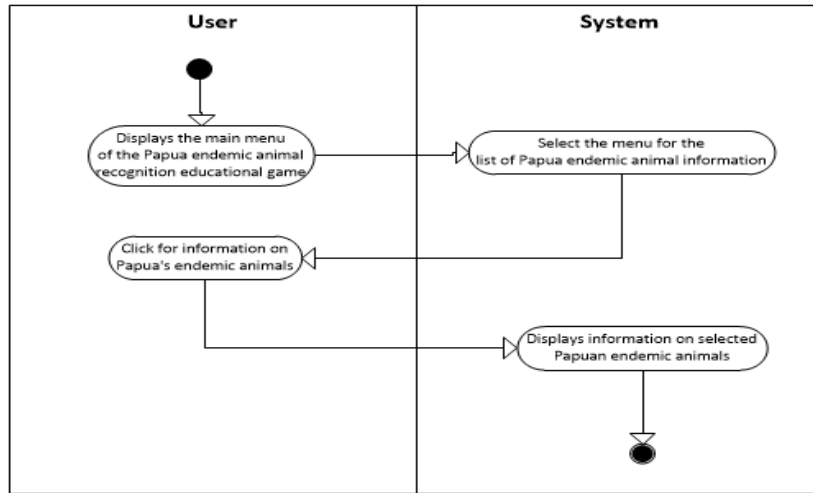 User
System
Displays the main menu
of the Papua endemic animal
recognition educational game
Select the menu for the
list of Papua endemic animal information
Click for information on
Papua's endemic animals
Displays information on selected
Papuan endemic animals